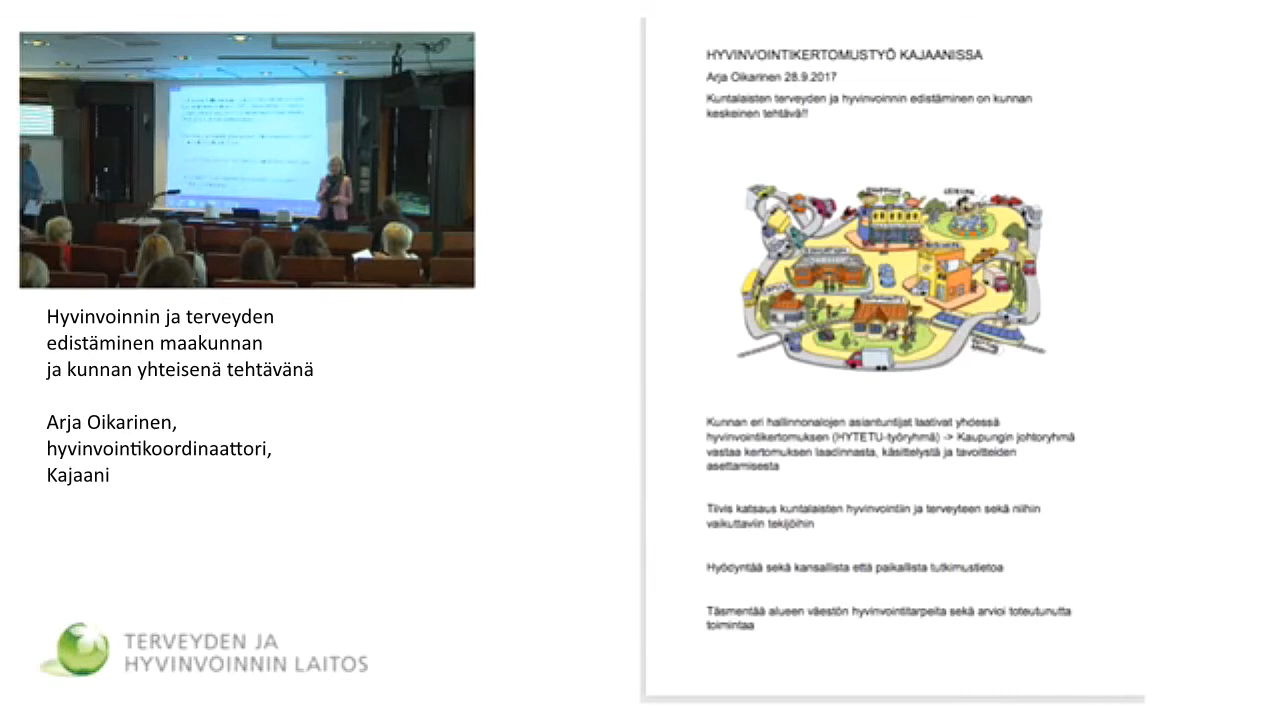 Hyvinvoinnin ja terveyden
edistäminen maakunnan
ja kunnan yhteisenä tehtävänä
Arja Oikarinen,
hyvinvointikoordinaattori,
Kajaani
TERVEYDEN JA
HYVINVOINNIN LAITOS
HYVINVOINTIKERTOMUSTYÖ KAJAANISSA
Arja Oikarinen 28.9.2017
Kuntalaisten terveyden ja hyvinvoinnin edistäminen on kunnan
keskeinen tehtävä!!
Kunnan eri hallinnonalojen asiantuntijat laativat yhdessä
hyvinvointikertomuksen (HYTETU-työryhmä) -> Kaupungin johtoryhmä
vastaa kertomuksen laadinnasta, käsittelystä ja tavoitteiden
asettamisesta
Tiivis katsaus kuntalaisten hyvinvointiin ja terveyteen sekä niihin
vaikuttaviin tekijöihin
Hyödyntää sekä kansallista että paikallista tutkimustietoa
Täsmentää alueen väestön hyvinvointitarpeita sekä arvioi toteutunutta
toimintaa